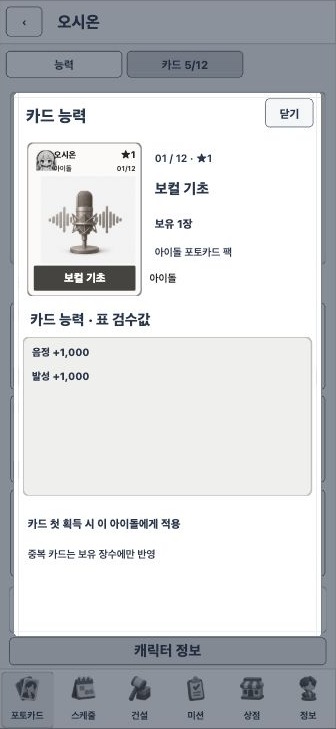 ‹
오시온
능력
카드 5/12
카드 능력
닫기
오시온
★1
아이돌
01/12
보컬 기초
01 / 12 · ★1
보컬 기초
보유 1장
아이돌 포토카드 팩
아이돌
카드 능력 · 표 검수값
음정 +1,000
발성 +1,000
카드 첫 획득 시 이 아이돌에게 적용
중복 카드는 보유 장수에만 반영
캐릭터 정보
포토카드
스케줄
건설
미션
상점
정보